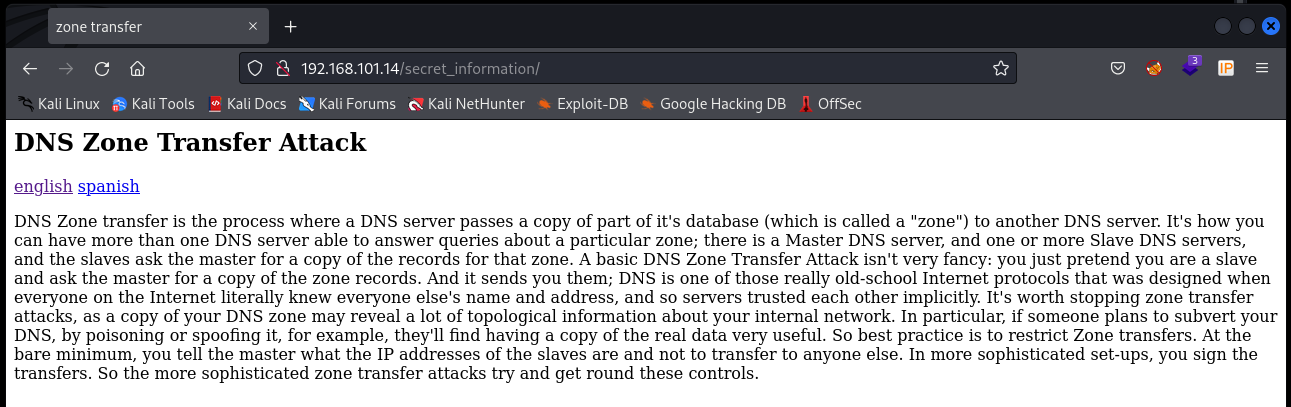 zone transfer
192.168.101.14/secret_information/
3
IP
Kali Linux
Kali Tools
Kali Docs
Kali Forums
Kali NetHunter
Exploit-DB
Google Hacking DB
OffSec
DNS Zone Transfer Attack
english spanish
DNS Zone transfer is the process where a DNS server passes a copy of part of it's database (which is called a "zone") to another DNS server. It's how you
can have more than one DNS server able to answer queries about a particular zone; there is a Master DNS server, and one or more Slave DNS servers,
and the slaves ask the master for a copy of the records for that zone. A basic DNS Zone Transfer Attack isn't very fancy: you just pretend you are a slave
and ask the master for a copy of the zone records. And it sends you them; DNS is one of those really old-school Internet protocols that was designed when
everyone on the Internet literally knew everyone else's name and address, and so servers trusted each other implicitly. It's worth stopping zone transfer
attacks, as a copy of your DNS zone may reveal a lot of topological information about your internal network. In particular, if someone plans to subvert your
DNS, by poisoning or spoofing it, for example, they'll find having a copy of the real data very useful. So best practice is to restrict Zone transfers. At the
bare minimum, you tell the master what the IP addresses of the slaves are and not to transfer to anyone else. In more sophisticated set-ups, you sign the
transfers. So the more sophisticated zone transfer attacks try and get round these controls.